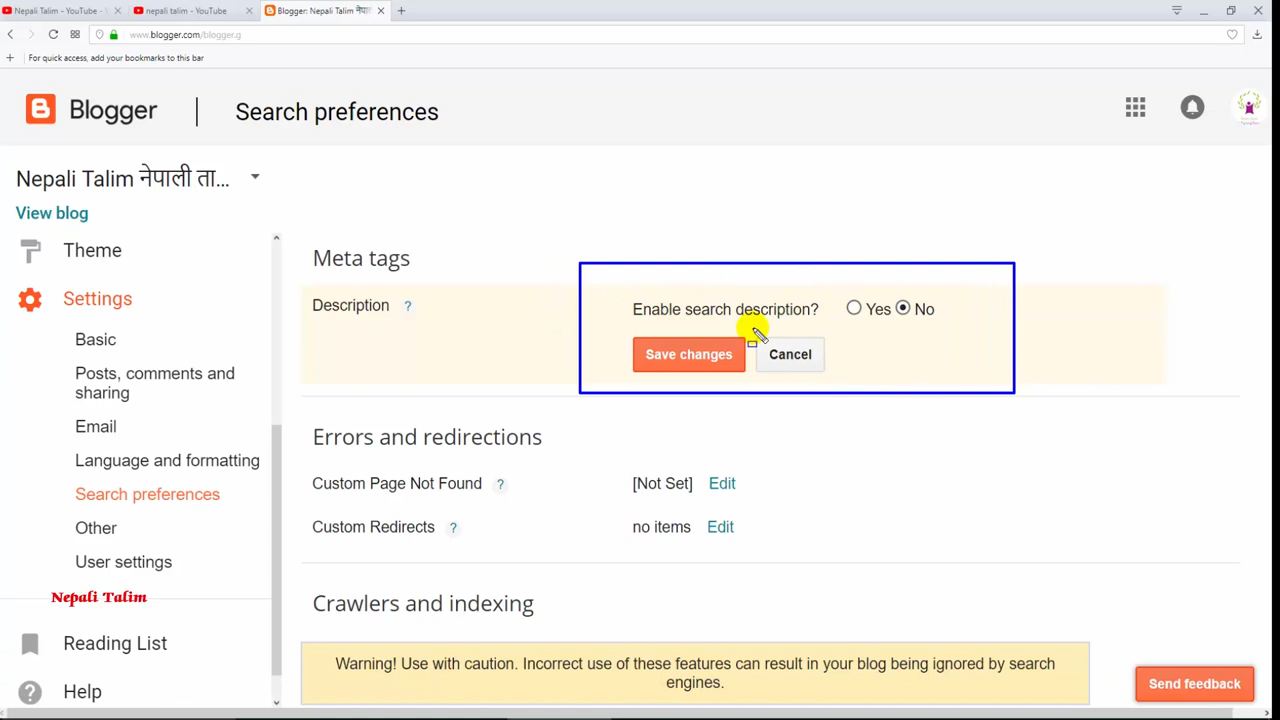 Nepali Talim - YouTube -
nepali talim - YouTube
Blogger: Nepali Talim नेपाली
www.blogger.com/blogger.g
For quick access, add your bookmarks to this bar
Blogger
Search preferences
Nepali Talim नेपाली ता...
View blog
Theme
Settings
Basic
Posts, comments and
sharing
Email
Language and formatting
Search preferences
Other
User settings
Nepali Talim
Reading List
Help
Meta tags
Description ?
Enable search description? Yes No
Save changes Cancel
Errors and redirections
Custom Page Not Found ? [Not Set] Edit
Custom Redirects ? no items Edit
Crawlers and indexing
Warning! Use with caution. Incorrect use of these features can result in your blog being ignored by search
engines.
Send feedback